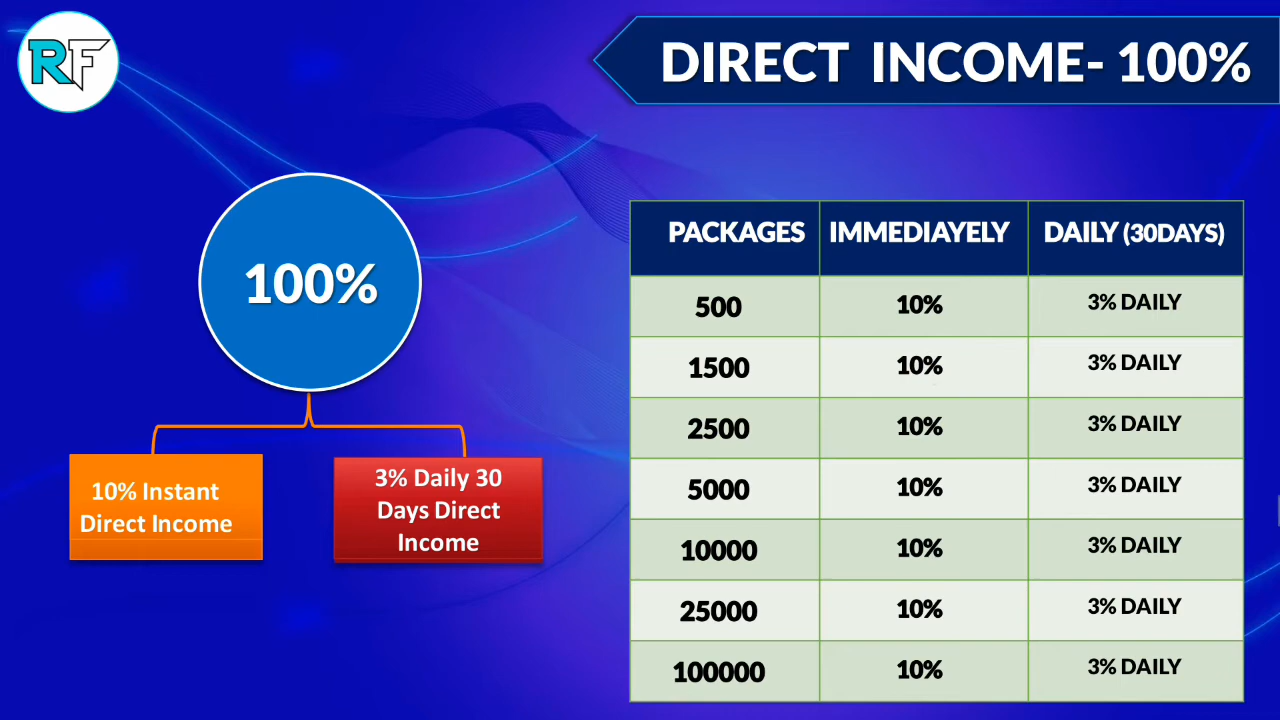 RF
DIRECT INCOME- 100%
100%
10% Instant
Direct Income
3% Daily 30
Days Direct
Income
PACKAGES IMMEDIAYELY DAILY (30DAYS)
500 10% 3% DAILY
1500 10% 3% DAILY
2500 10% 3% DAILY
5000 10% 3% DAILY
10000 10% 3% DAILY
25000 10% 3% DAILY
100000 10% 3% DAILY